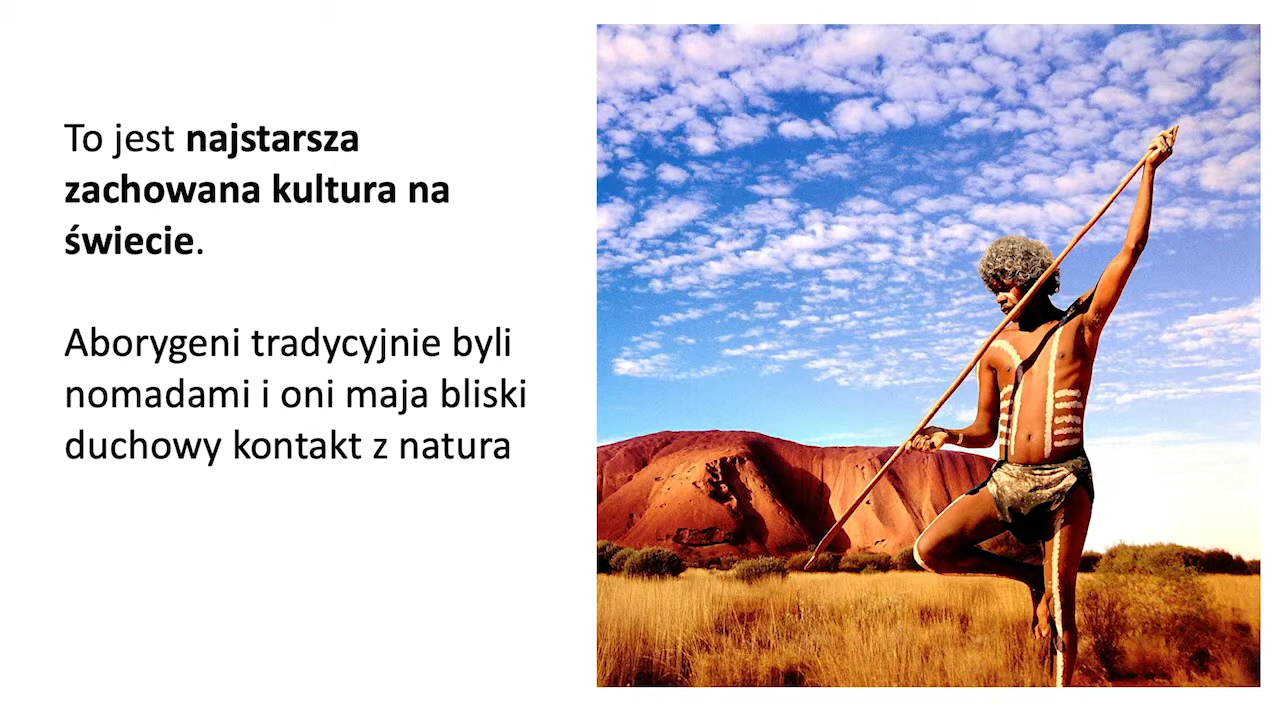 To jest najstarsza
zachowana kultura na
świecie.
Aborygeni tradycyjnie byli
nomadami i oni maja bliski
duchowy kontakt z natura